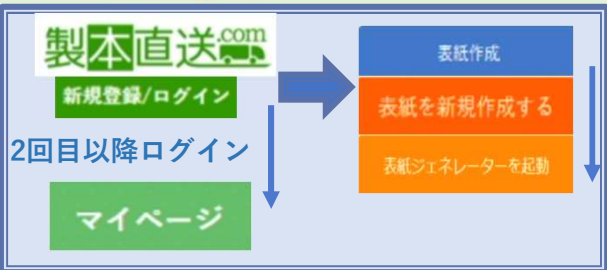 製本直送.com
新規登録/ログイン
2回目以降ログイン
マイページ
表紙作成
表紙を新規作成する
表紙ジェネレーターを起動